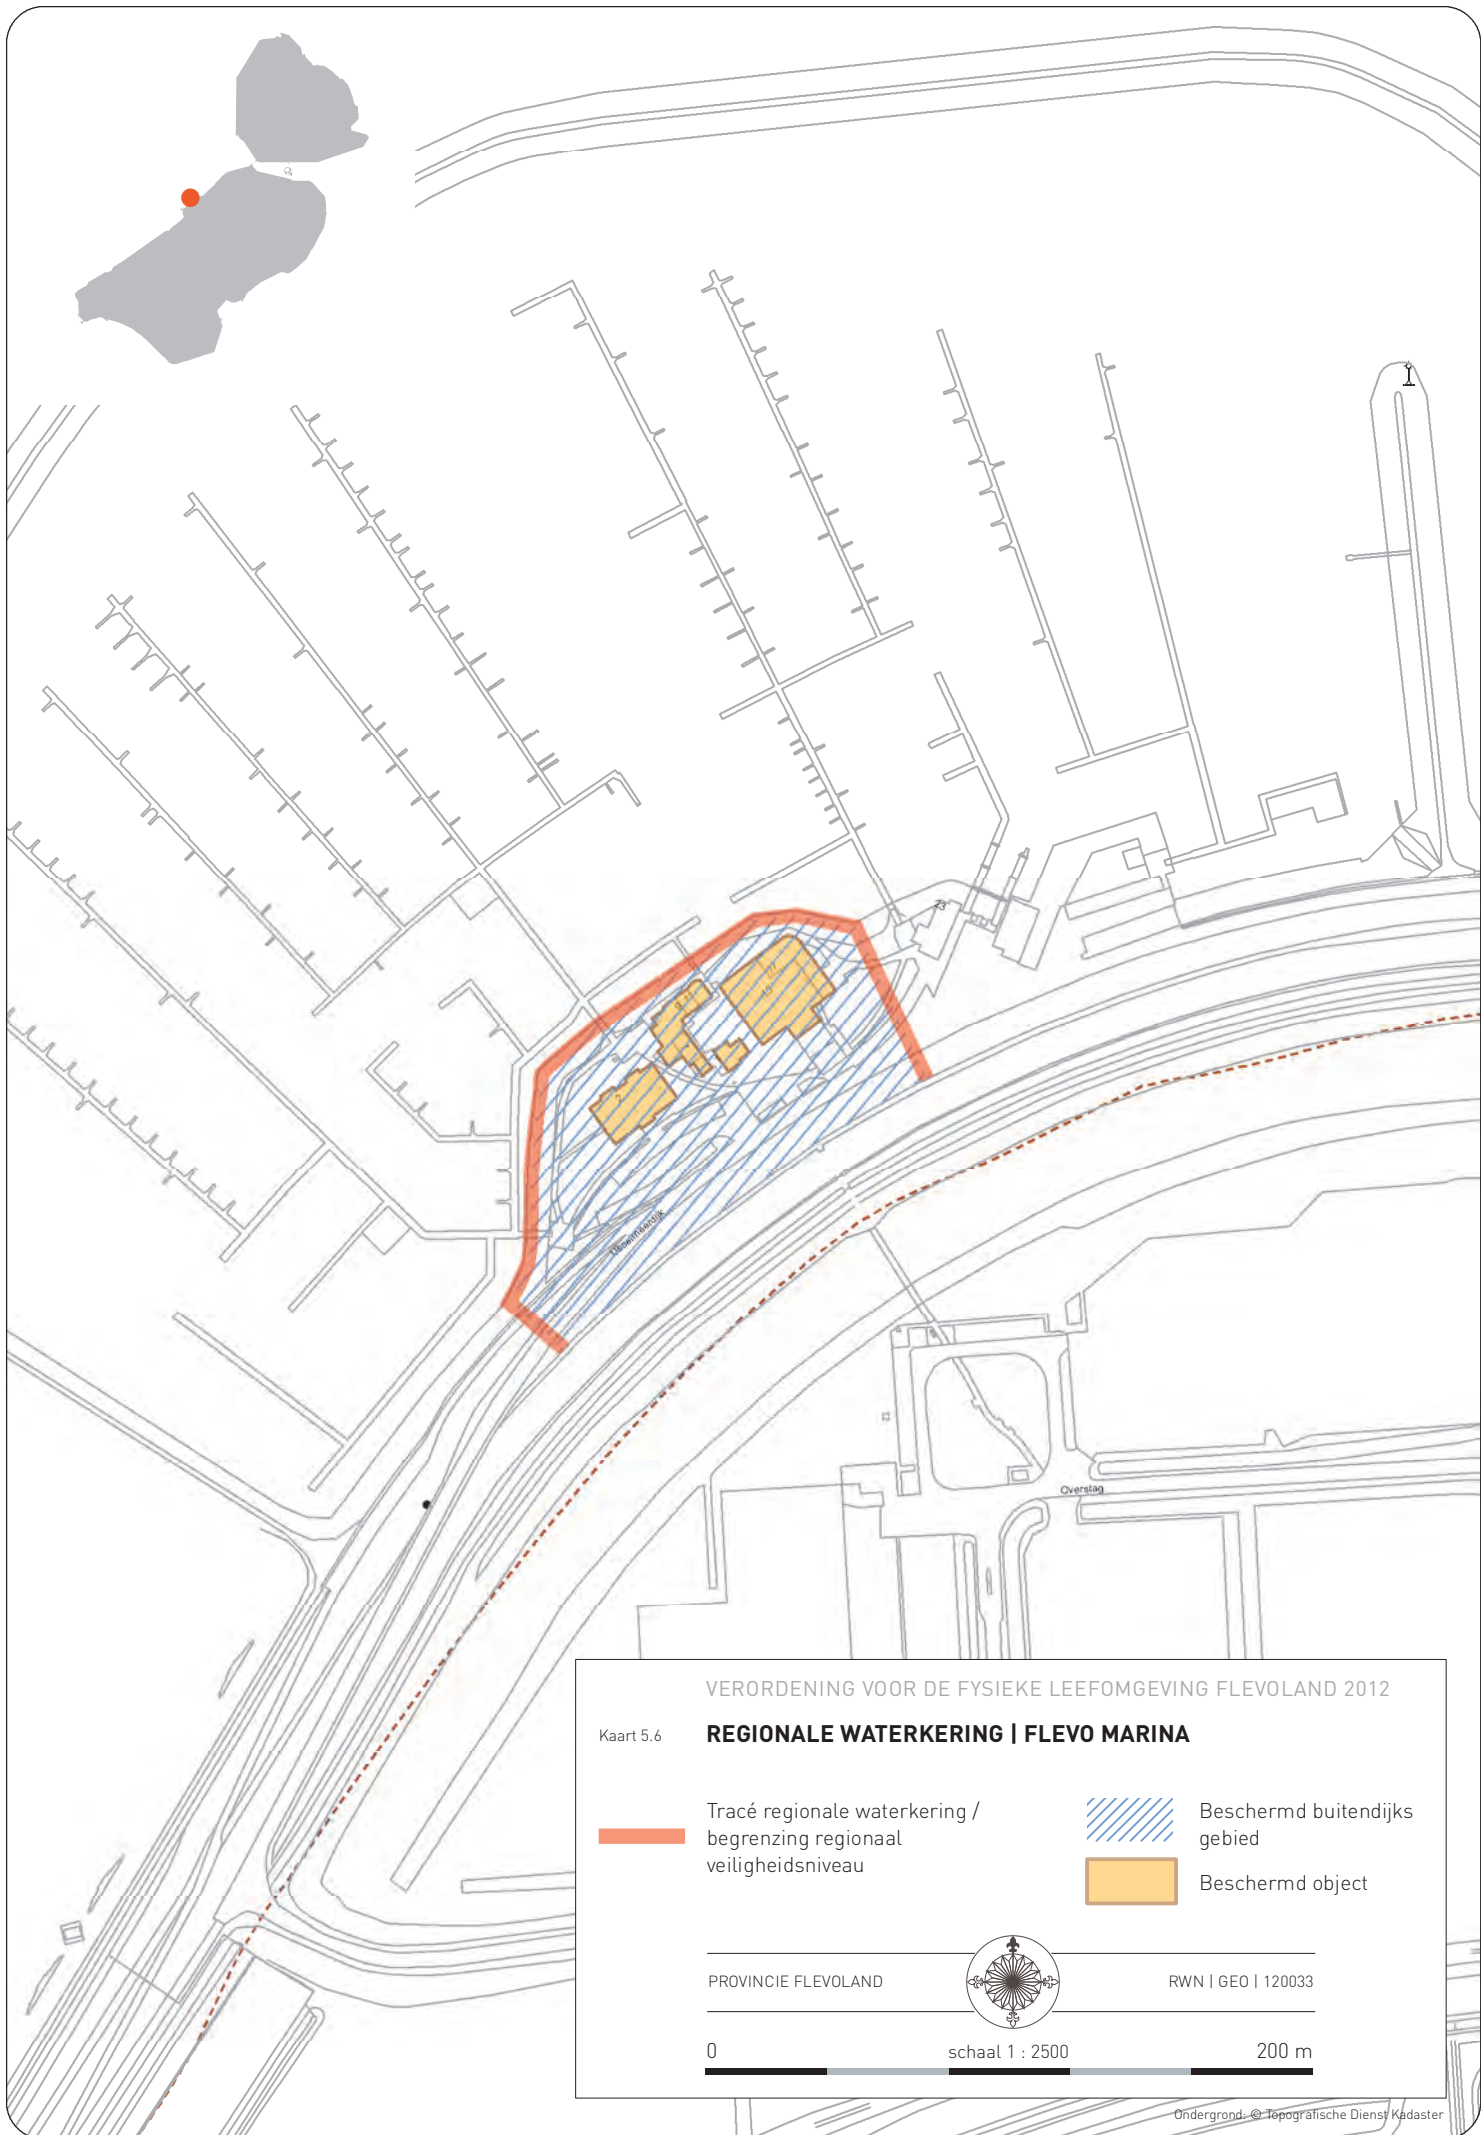 23
IJsselmeerdijk
Overstag
VERORDENING VOOR DE FYSIEKE LEEFOMGEVING FLEVOLAND 2012
Kaart 5.6
REGIONALE WATERKERING | FLEVO MARINA
Tracé regionale waterkering /
begrenzing regionaal
veiligheidsniveau
Beschermd buitendijks
gebied
Beschermd object
PROVINCIE FLEVOLAND
RWN | GEO | 120033
0
schaal 1 : 2500
200 m
Ondergrond: © Topografische Dienst Kadaster